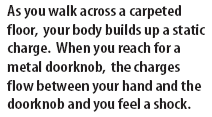 As you walk across a carpeted
floor, your body builds up a static
charge. When you reach for a
metal doorknob, the charges
flow between your hand and the
doorknob and you feel a shock.